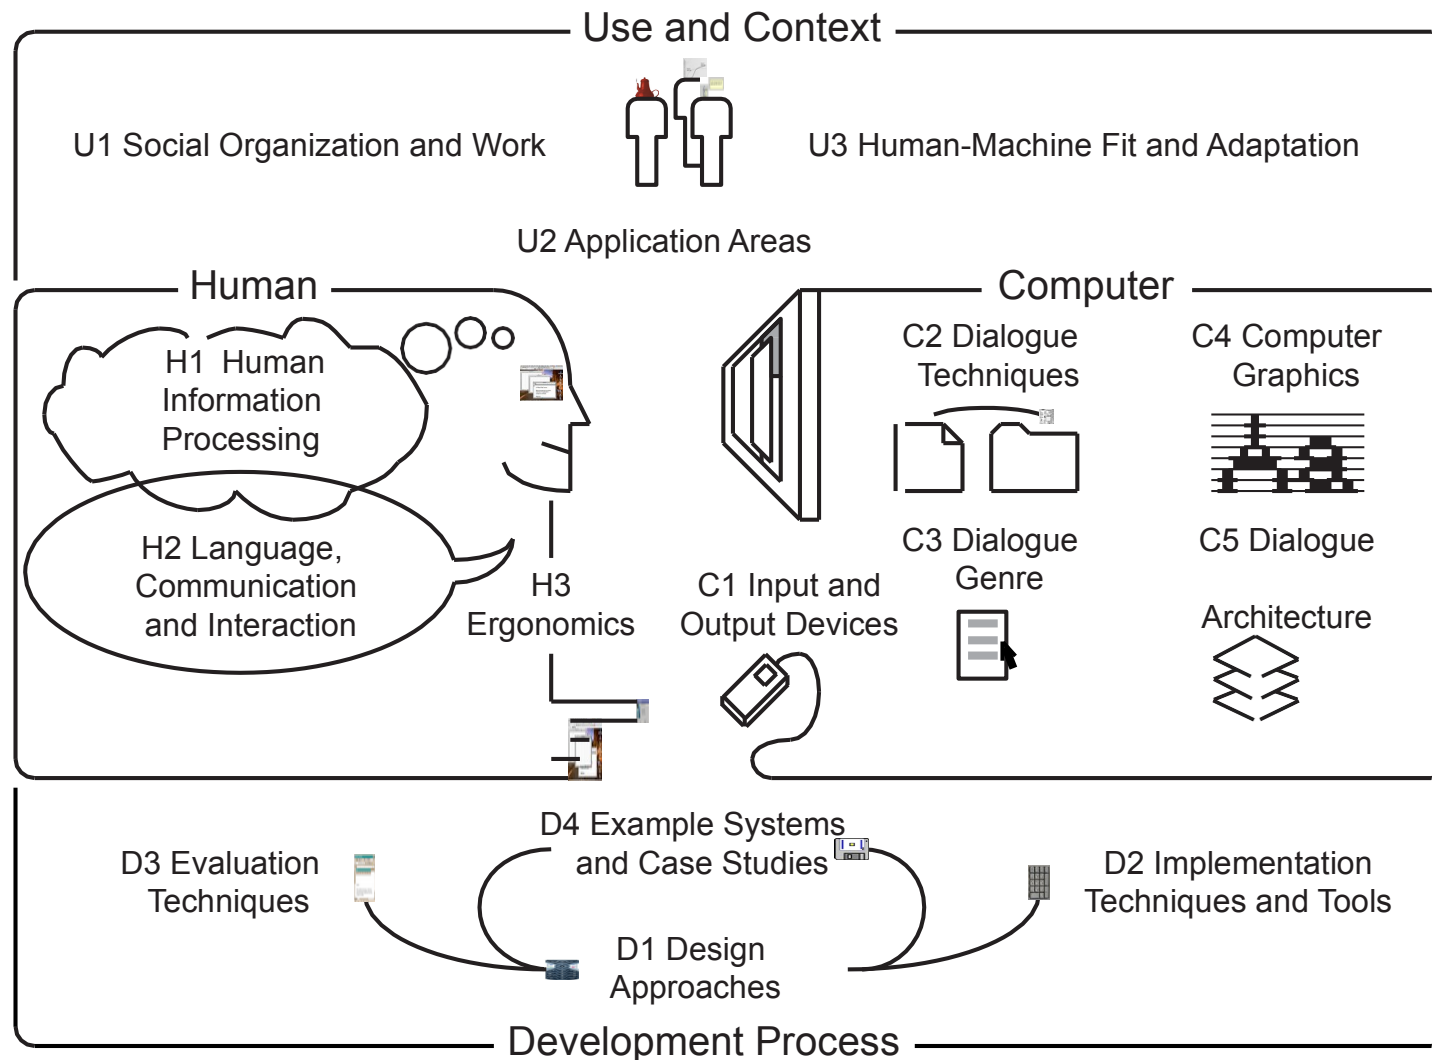 Use and Context
U1 Social Organization and Work
U3 Human-Machine Fit and Adaptation
U2 Application Areas
Human
H1 Human
Information
Processing
H2 Language,
Communication
and Interaction
H3
Ergonomics
Computer
C1 Input and
Output Devices
C2 Dialogue
Techniques
C4 Computer
Graphics
C3 Dialogue
Genre
C5 Dialogue
Architecture
D3 Evaluation
Techniques
D4 Example Systems
and Case Studies
D2 Implementation
Techniques and Tools
D1 Design
Approaches
Development Process